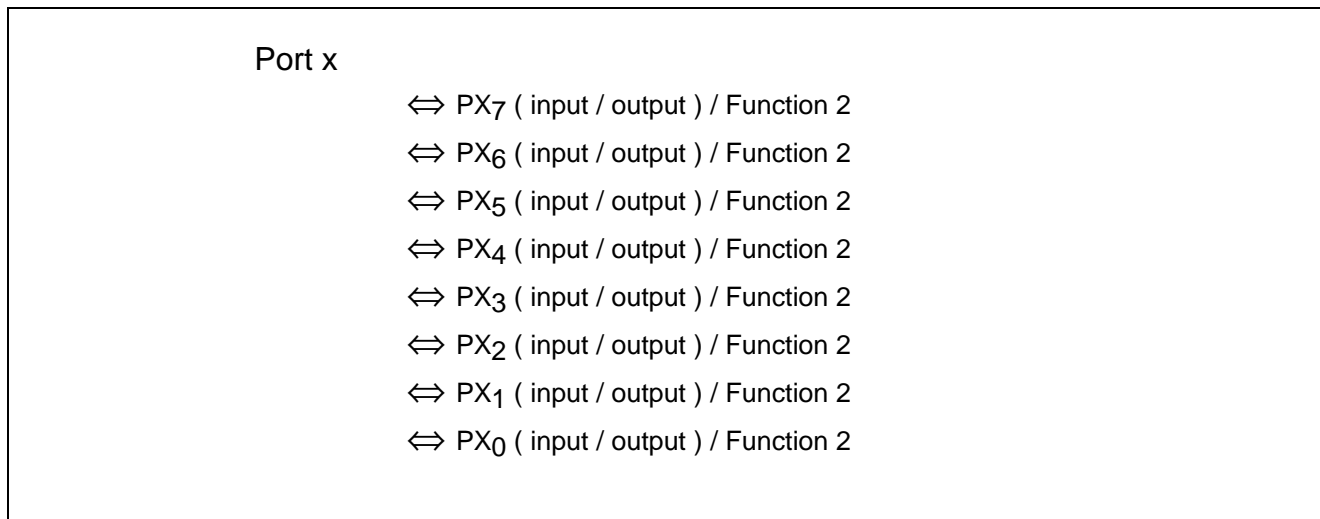 Port x
⇔ PX7 ( input / output ) / Function 2
⇔ PX6 ( input / output ) / Function 2
⇔ PX5 ( input / output ) / Function 2
⇔ PX4 ( input / output ) / Function 2
⇔ PX3 ( input / output ) / Function 2
⇔ PX2 ( input / output ) / Function 2
⇔ PX1 ( input / output ) / Function 2
⇔ PX0 ( input / output ) / Function 2